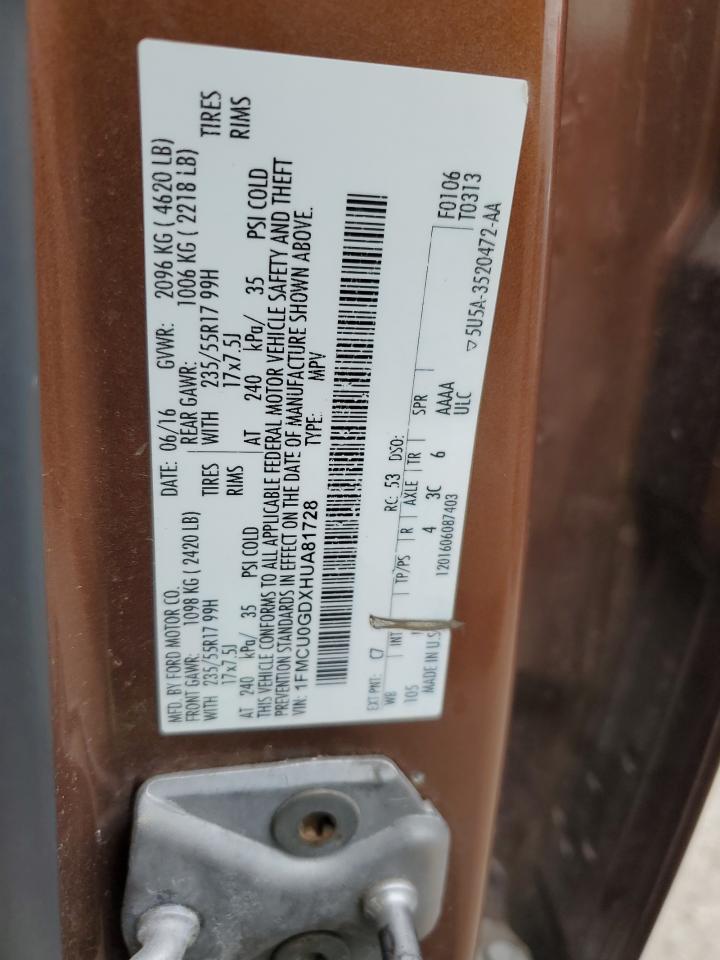 MFD. BY FORD MOTOR CO.
DATE: 06/16 GVWR: 2096 KG ( 4620 LB)
FRONT GAWR: 1098 KG ( 2420 LB) REAR GAWR: 1006 KG ( 2218 LB)
WITH 235/55R17 99H TIRES WITH 235/55R17 99H TIRES
17x7.5J RIMS 17x7.5J RIMS
AT 240 kPa/ 35 PSI COLD AT 240 kPa/ 35 PSI COLD
THIS VEHICLE CONFORMS TO ALL APPLICABLE FEDERAL MOTOR VEHICLE SAFETY AND THEFT
PREVENTION STANDARDS IN EFFECT ON THE DATE OF MANUFACTURE SHOWN ABOVE.
VIN: 1FMCU0GDXHUA81728 TYPE: MPV
EXT PNT: C7 RC: 53 DSO: F0106
WB INT TP/PS R AXLE TR SPR T0313
105 4 3C 6 AAAA
MADE IN U.S 1201606087403 ULC
▽5U5A-3520472-AA